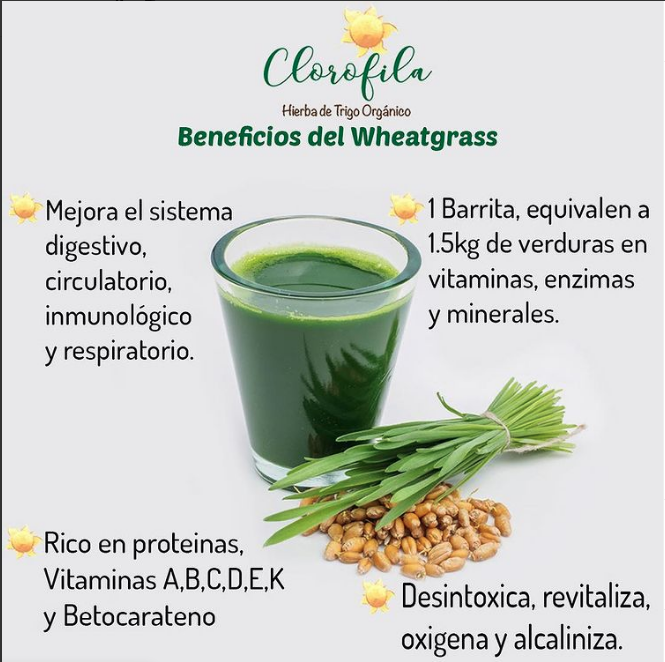 Clorofila
Hierba de Trigo Orgánico
Beneficios del Wheatgrass
Mejora el sistema
digestivo,
circulatorio,
inmunológico
y respiratorio.
1 Barrita, equivalen a
1.5kg de verduras en
vitaminas, enzimas
y minerales.
Rico en proteinas,
Vitaminas A,B,C,D,E,K
y Betocarateno
Desintoxica, revitaliza,
oxigena y alcaliniza.